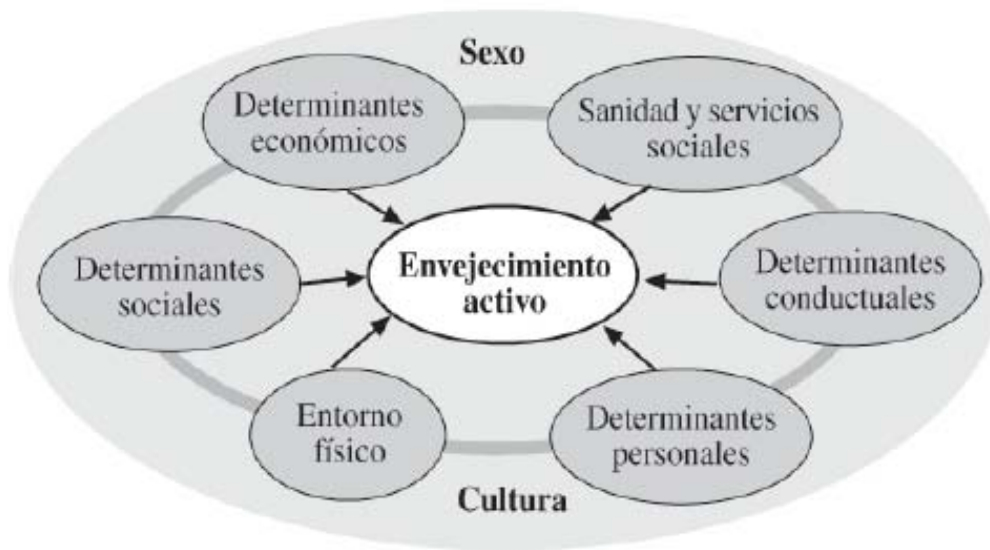 Sexo
Determinantes
económicos
Sanidad y servicios
sociales
Determinantes
sociales
Envejecimiento
activo
Determinantes
conductuales
Entorno
físico
Determinantes
personales
Cultura